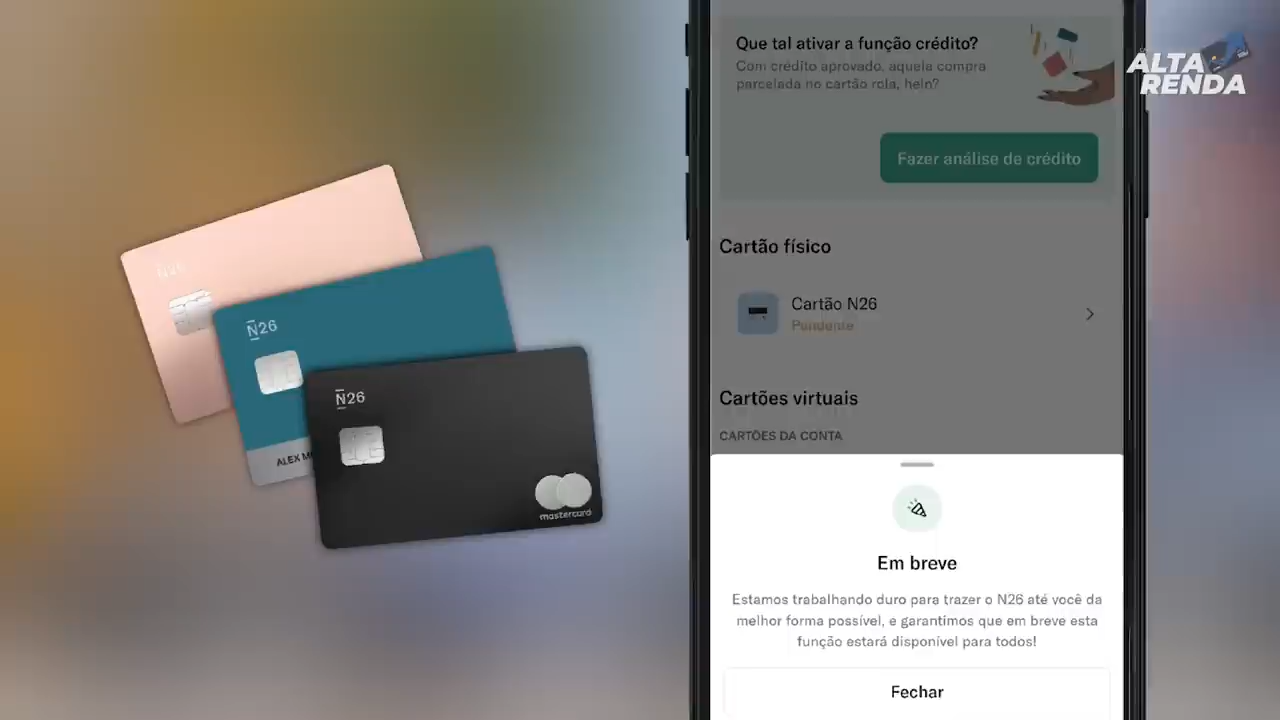 Que tal ativar a função crédito?
Com crédito aprovado, aquela compra
parcelada no cartão rola, hein?
Fazer análise de crédito
Cartão físico
Cartão N26
Pendente
Cartões virtuais
CARTÕES DA CONTA
Em breve
Estamos trabalhando duro para trazer o N26 até você da
melhor forma possível, e garantimos que em breve esta
função estará disponível para todos!
Fechar
ALTA
RENDA
N26
N26
ALEX M
N26
mastercard